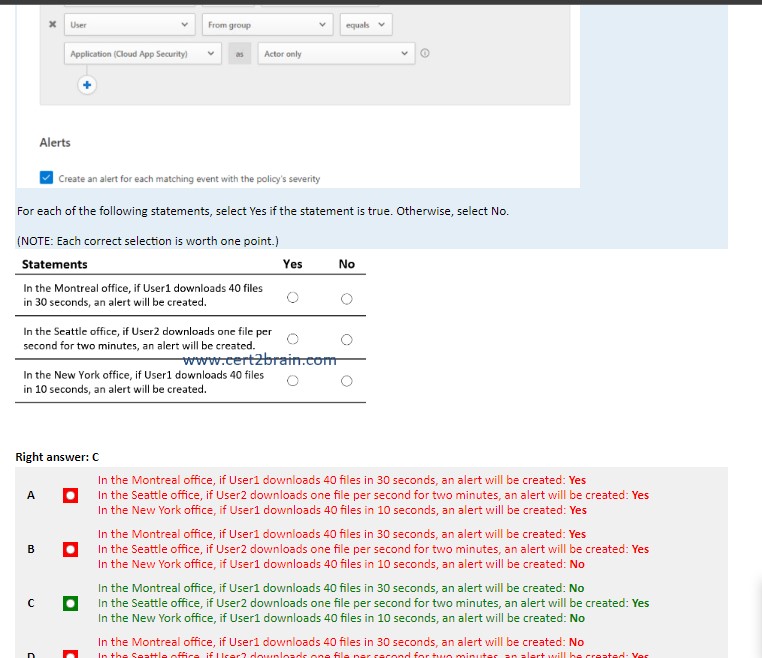 User From group equals
Application (Cloud App Security) as Actor only
Alerts
Create an alert for each matching event with the policy's severity
For each of the following statements, select Yes if the statement is true. Otherwise, select No.
(NOTE: Each correct selection is worth one point.)
Statements Yes No
In the Montreal office, if User1 downloads 40 files
in 30 seconds, an alert will be created.
In the Seattle office, if User2 downloads one file per
second for two minutes, an alert will be created.
www.cert2brain.com
In the New York office, if User1 downloads 40 files
in 10 seconds, an alert will be created.
Right answer: C
In the Montreal office, if User1 downloads 40 files in 30 seconds, an alert will be created: Yes
A In the Seattle office, if User2 downloads one file per second for two minutes, an alert will be created: Yes
In the New York office, if User1 downloads 40 files in 10 seconds, an alert will be created: Yes
In the Montreal office, if User1 downloads 40 files in 30 seconds, an alert will be created: Yes
B In the Seattle office, if User2 downloads one file per second for two minutes, an alert will be created: Yes
In the New York office, if User1 downloads 40 files in 10 seconds, an alert will be created: No
In the Montreal office, if User1 downloads 40 files in 30 seconds, an alert will be created: No
C In the Seattle office, if User2 downloads one file per second for two minutes, an alert will be created: Yes
In the New York office, if User1 downloads 40 files in 10 seconds, an alert will be created: No
In the Montreal office, if User1 downloads 40 files in 30 seconds, an alert will be created: No
D In the Seattle office, if User2 downloads one file per second for two minutes, an alert will be created: Yes